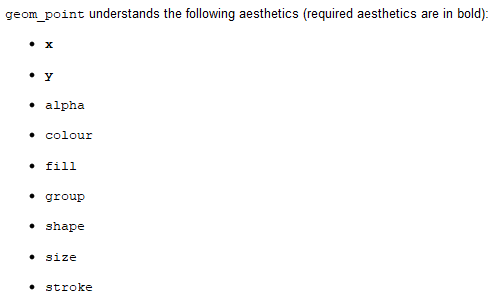 geom_point understands the following aesthetics (required aesthetics are in bold):
• x
• y
• alpha
• colour
• fill
• group
• shape
• size
• stroke